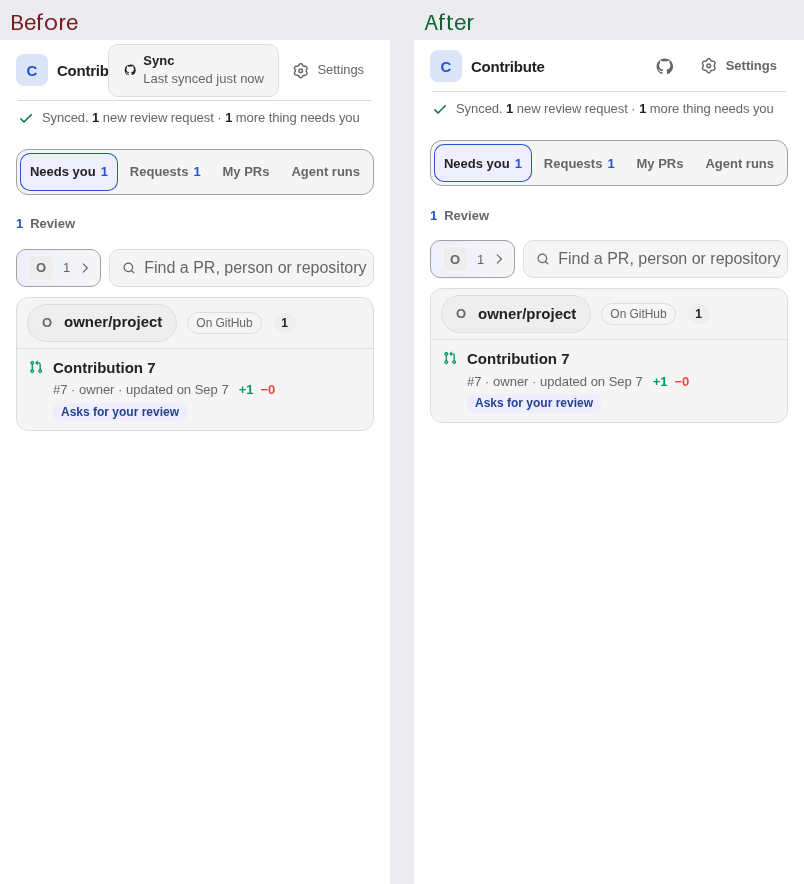 Before
C Contrib
Sync
Last synced just now
Settings
Synced. 1 new review request · 1 more thing needs you
Needs you 1 Requests 1 My PRs Agent runs
1 Review
O 1 Find a PR, person or repository
O owner/project On GitHub 1
Contribution 7
#7 · owner · updated on Sep 7 +1 −0
Asks for your review
After
C Contribute Settings
Synced. 1 new review request · 1 more thing needs you
Needs you 1 Requests 1 My PRs Agent runs
1 Review
O 1 Find a PR, person or repository
O owner/project On GitHub 1
Contribution 7
#7 · owner · updated on Sep 7 +1 −0
Asks for your review